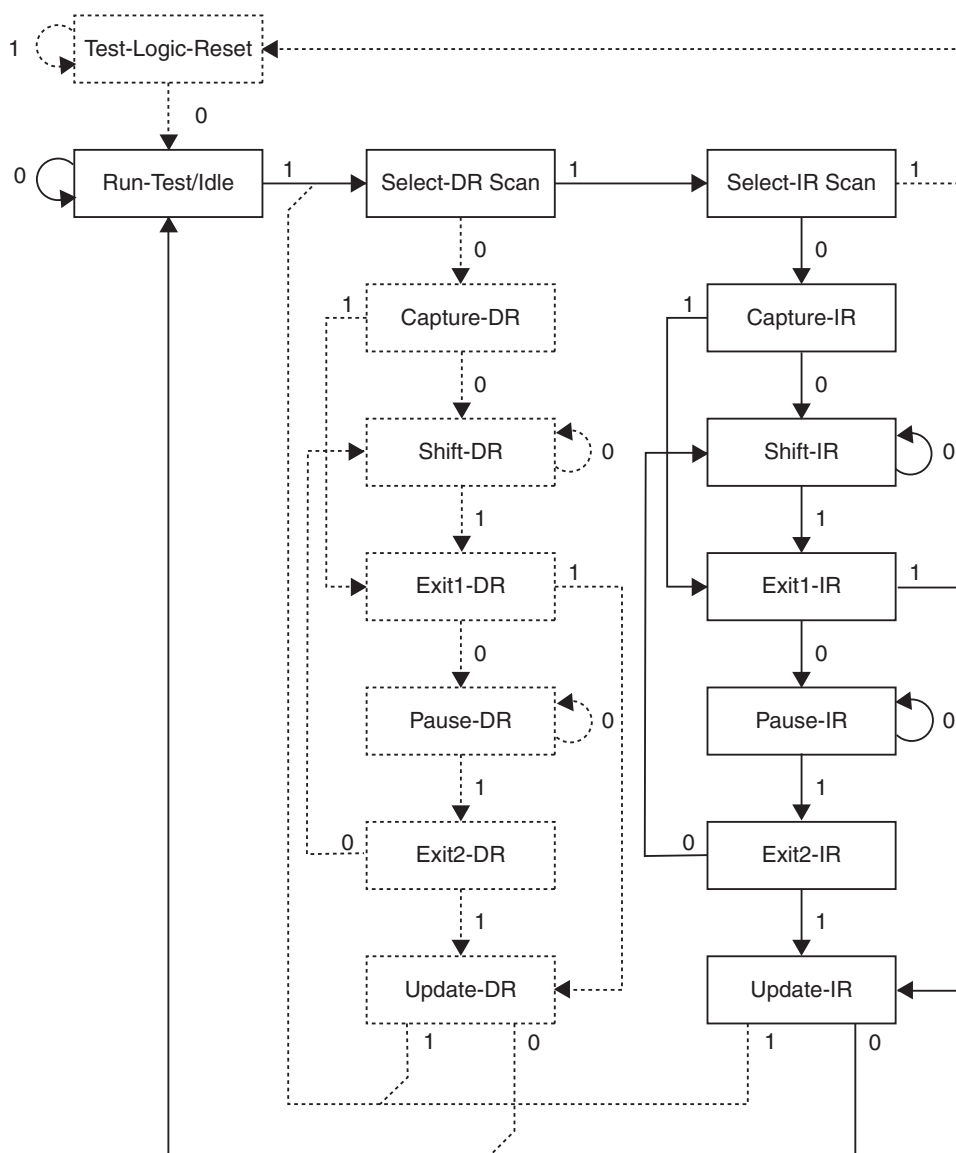 1
Test-Logic-Reset
0
0
Run-Test/Idle
1
Select-DR Scan
1
Select-IR Scan
1
0
0
1
Capture-DR
1
Capture-IR
0
0
Shift-DR
0
Shift-IR
0
1
1
Exit1-DR
1
Exit1-IR
1
0
0
Pause-DR
0
Pause-IR
0
1
1
0
Exit2-DR
0
Exit2-IR
1
1
Update-DR
Update-IR
1
0
1
0